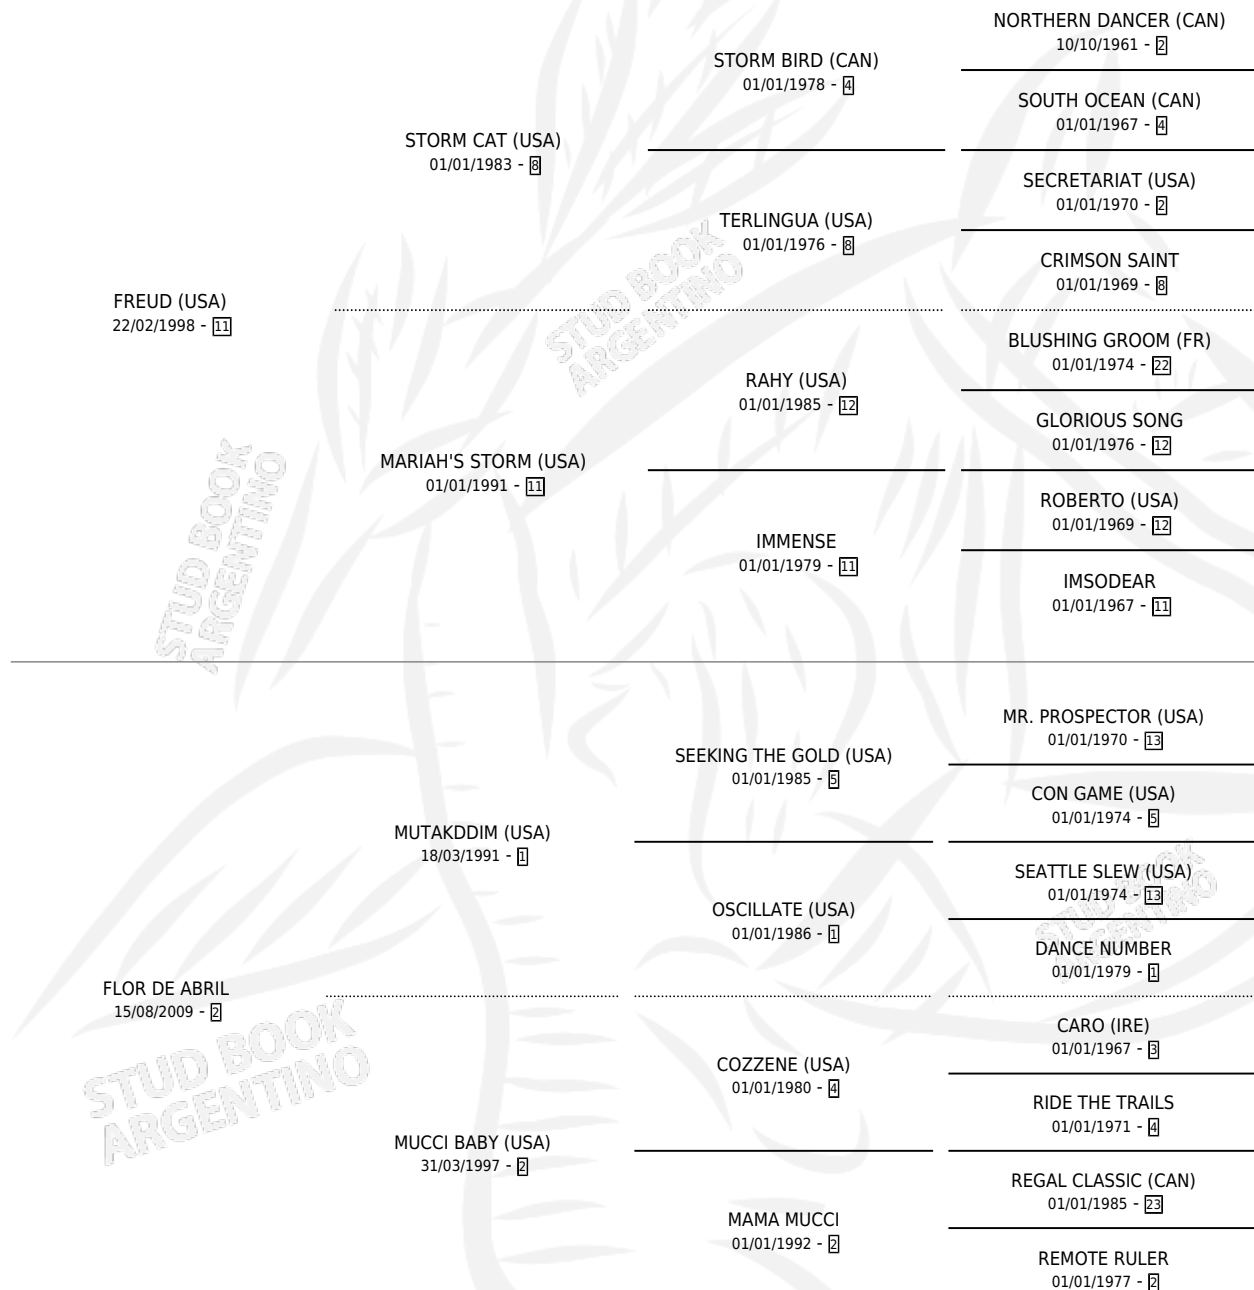 NORTHERN DANCER (CAN)
10/10/1961 - 2
STORM BIRD (CAN)
01/01/1978 - 4
SOUTH OCEAN (CAN)
01/01/1967 - 4
STORM CAT (USA)
01/01/1983 - 8
SECRETARIAT (USA)
01/01/1970 - 2
TERLINGUA (USA)
01/01/1976 - 8
CRIMSON SAINT
01/01/1969 - 8
FREUD (USA)
22/02/1998 - 11
BLUSHING GROOM (FR)
01/01/1974 - 22
RAHY (USA)
01/01/1985 - 12
GLORIOUS SONG
01/01/1976 - 12
MARIAH'S STORM (USA)
01/01/1991 - 11
ROBERTO (USA)
01/01/1969 - 12
IMMENSE
01/01/1979 - 11
IMSODEAR
01/01/1967 - 11
MR. PROSPECTOR (USA)
01/01/1970 - 13
SEEKING THE GOLD (USA)
01/01/1985 - 5
CON GAME (USA)
01/01/1974 - 5
MUTAKDDIM (USA)
18/03/1991 - 1
SEATTLE SLEW (USA)
01/01/1974 - 13
OSCILLATE (USA)
01/01/1986 - 1
DANCE NUMBER
01/01/1979 - 1
FLOR DE ABRIL
15/08/2009 - 2
CARO (IRE)
01/01/1967 - 3
COZZENE (USA)
01/01/1980 - 4
RIDE THE TRAILS
01/01/1971 - 4
MUCCI BABY (USA)
31/03/1997 - 2
REGAL CLASSIC (CAN)
01/01/1985 - 23
MAMA MUCCI
01/01/1992 - 2
REMOTE RULER
01/01/1977 - 2
STUD BOOK
ARGENTINO
STUD BOOK
ARGENTINO
STUD BOOK
ARGENTINO
STUD BOOK
ARGENTINO